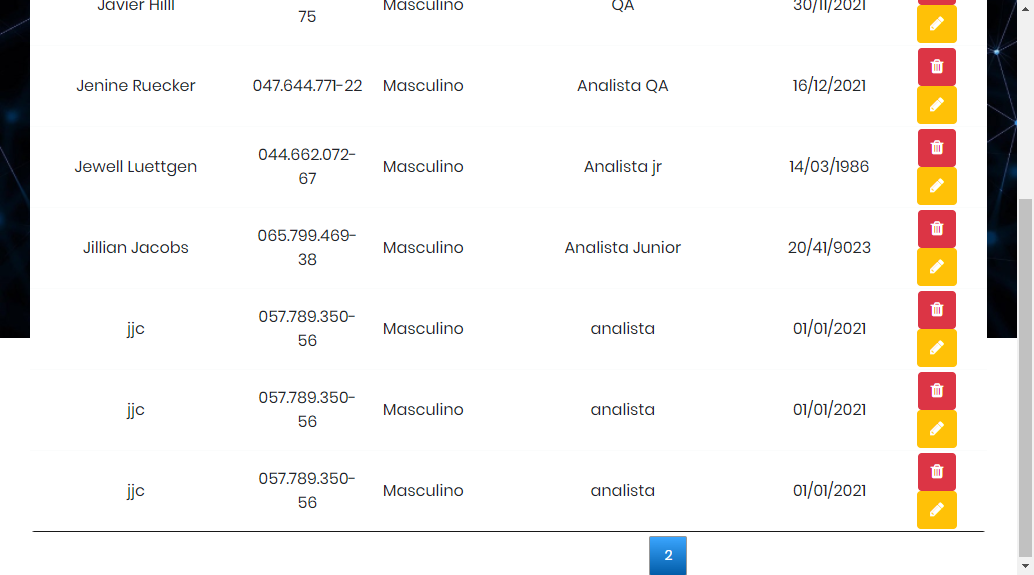 Javier Hilll 75 Masculino QA 30/11/2021
Jenine Ruecker 047.644.771-22 Masculino Analista QA 16/12/2021
Jewell Luettgen 044.662.072-67 Masculino Analista jr 14/03/1986
Jillian Jacobs 065.799.469-38 Masculino Analista Junior 20/41/9023
jjc 057.789.350-56 Masculino analista 01/01/2021
jjc 057.789.350-56 Masculino analista 01/01/2021
jjc 057.789.350-56 Masculino analista 01/01/2021
2